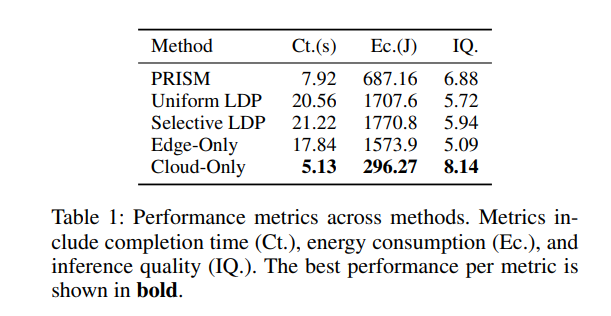 Method Ct.(s) Ec.(J) IQ.
PRISM 7.92 687.16 6.88
Uniform LDP 20.56 1707.6 5.72
Selective LDP 21.22 1770.8 5.94
Edge-Only 17.84 1573.9 5.09
Cloud-Only 5.13 296.27 8.14
Table 1: Performance metrics across methods. Metrics in-
clude completion time (Ct.), energy consumption (Ec.), and
inference quality (IQ.). The best performance per metric is
shown in bold.